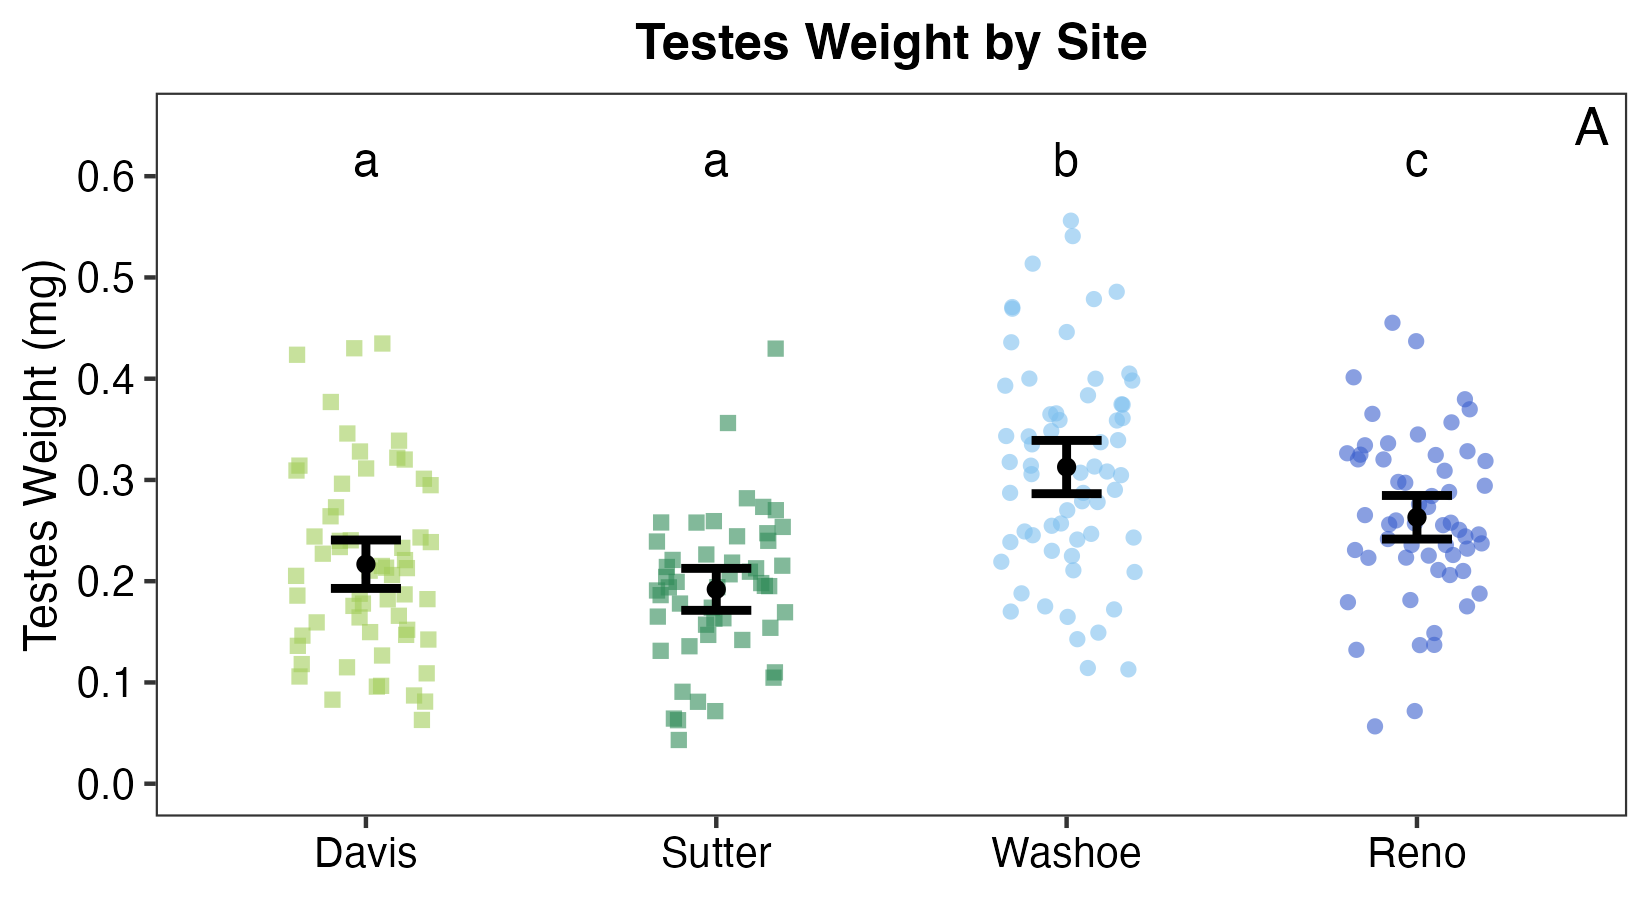 Testes Weight by Site
A
a a b c
Testes Weight (mg)
0.6
0.5
0.4
0.3
0.2
0.1
0.0
Davis Sutter Washoe Reno